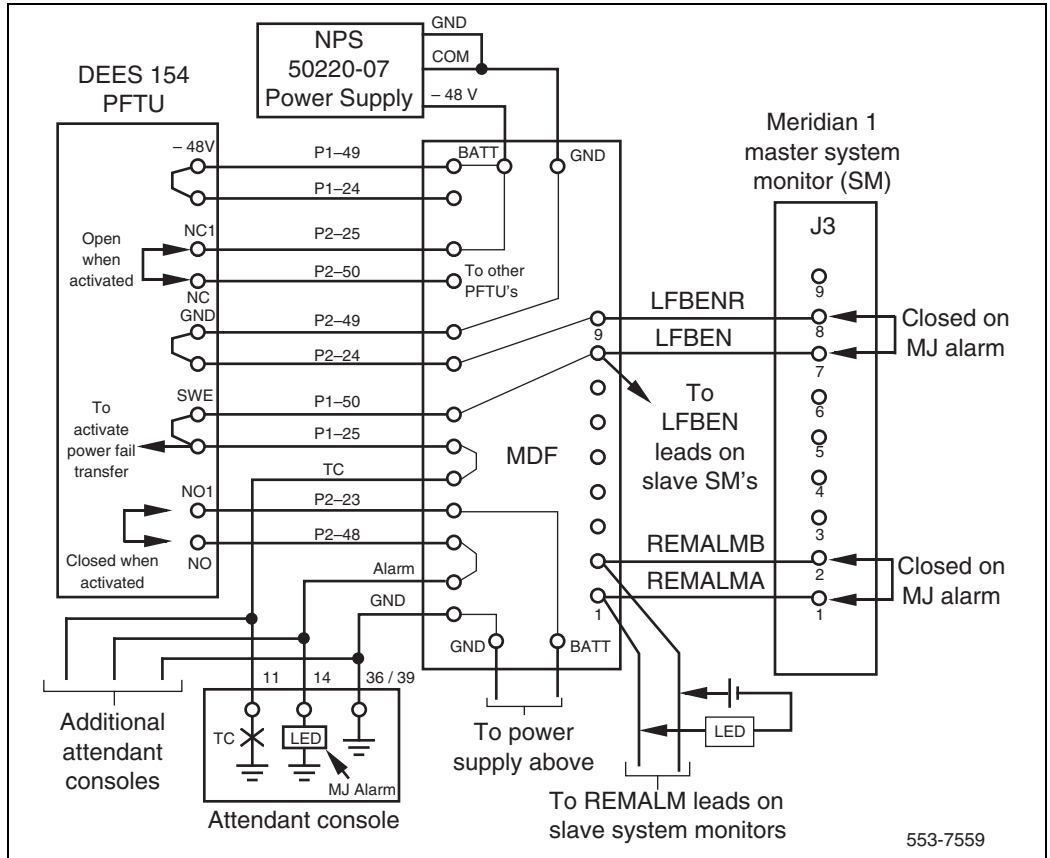 NPS
50220-07
Power Supply
GND
COM
– 48 V
DEES 154
PFTU
Meridian 1
master system
monitor (SM)
J3
– 48V
P1–49
BATT
GND
P1–24
NC1
P2–25
Open
when
activated
P2–50
To other
PFTU's
NC
GND
P2–49
P2–24
SWE
P1–50
To
activate
power fail
transfer
P1–25
TC
NO1
P2–23
P2–48
NO
Closed when
activated
Alarm
GND
MDF
GND
BATT
9
1
LFBENR
LFBEN
To
LFBEN
leads on
slave SM's
REMALMB
REMALMA
9
8
7
6
5
4
3
2
1
Closed on
MJ alarm
Closed on
MJ alarm
11
14
36 / 39
TC
LED
MJ Alarm
Attendant console
Additional
attendant
consoles
To power
supply above
LED
To REMALM leads on
slave system monitors
553-7559